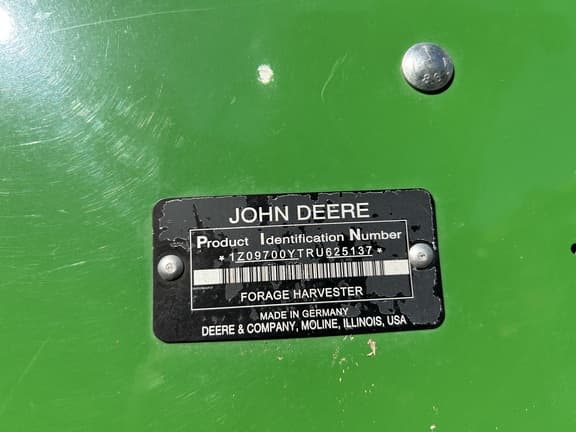 JOHN DEERE
Product Identification Number
*1Z09700YTRU625137*
FORAGE HARVESTER
MADE IN GERMANY
DEERE & COMPANY, MOLINE, ILLINOIS, USA